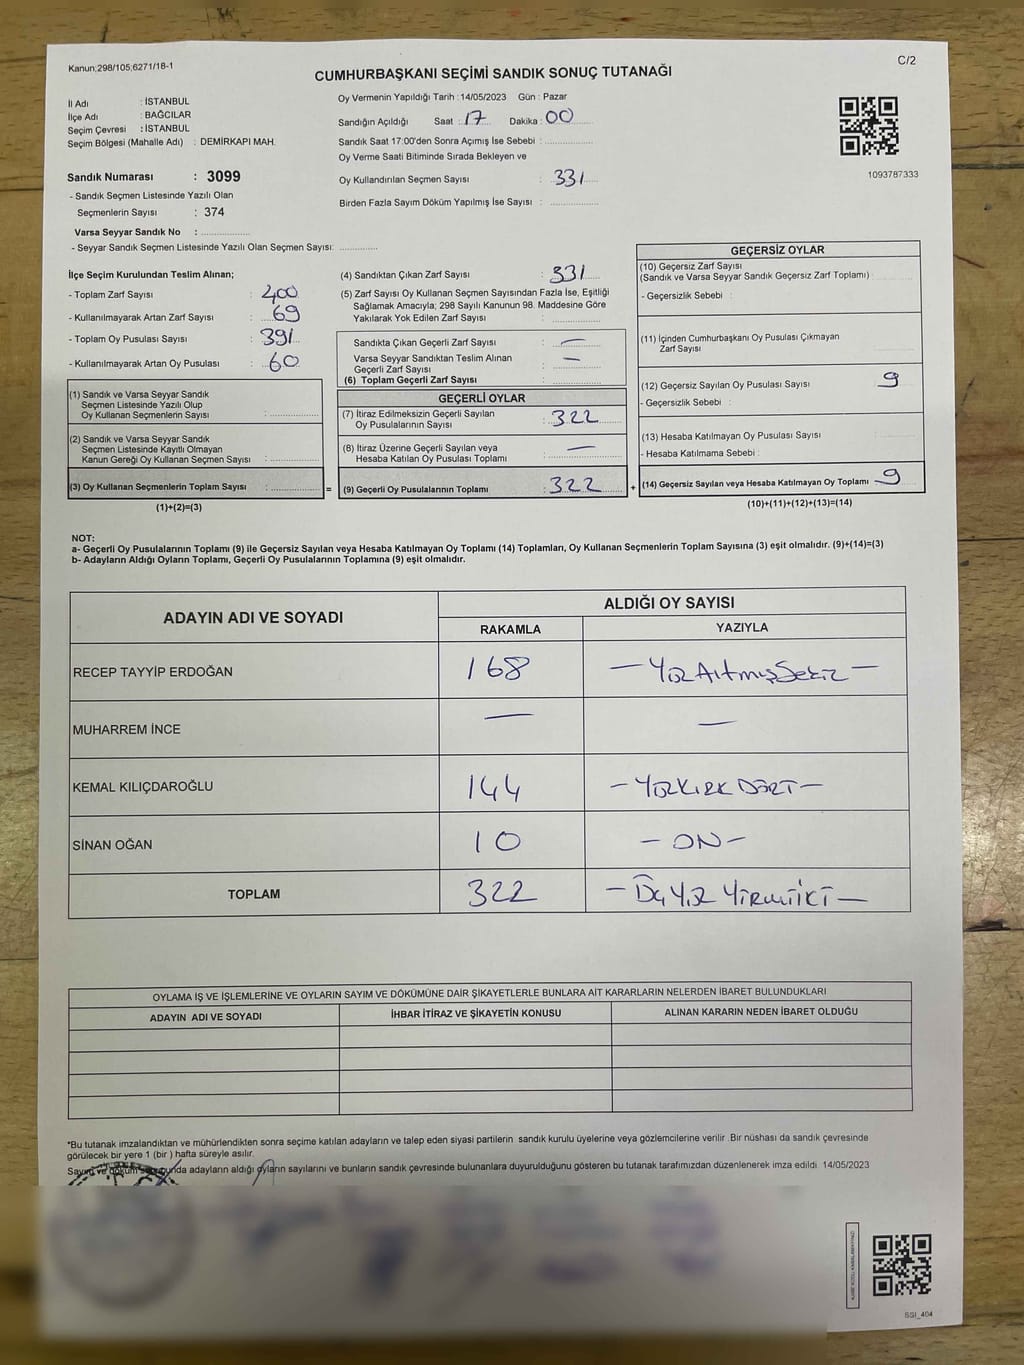 Kanun;298/105;6271/18-1
C/2
CUMHURBAŞKANI SEÇİMİ SANDIK SONUÇ TUTANAĞI
İl Adı : İSTANBUL
İlçe Adı : BAĞCILAR
Seçim Çevresi : İSTANBUL
Seçim Bölgesi (Mahalle Adı) : DEMİRKAPI MAH.
Sandık Numarası : 3099
- Sandık Seçmen Listesinde Yazılı Olan
Seçmenlerin Sayısı : 374
Varsa Seyyar Sandık No :
- Seyyar Sandık Seçmen Listesinde Yazılı Olan Seçmen Sayısı:
Oy Vermenin Yapıldığı Tarih :14/05/2023 Gün : Pazar
Sandığın Açıldığı Saat : 17 Dakika : 00
Sandık Saat 17:00'den Sonra Açımış İse Sebebi :
Oy Verme Saati Bitiminde Sırada Bekleyen ve
Oy Kullandırılan Seçmen Sayısı : 331
Birden Fazla Sayım Döküm Yapılmış İse Sayısı :
1093787333
İlçe Seçim Kurulundan Teslim Alınan;
- Toplam Zarf Sayısı : 400
- Kullanılmayarak Artan Zarf Sayısı : 69
- Toplam Oy Pusulası Sayısı : 391
- Kullanılmayarak Artan Oy Pusulası : 60
(1) Sandık ve Varsa Seyyar Sandık
Seçmen Listesinde Yazılı Olup
Oy Kullanan Seçmenlerin Sayısı :
(2) Sandık ve Varsa Seyyar Sandık
Seçmen Listesinde Kayıtlı Olmayan
Kanun Gereği Oy Kullanan Seçmen Sayısı :
(3) Oy Kullanan Seçmenlerin Toplam Sayısı :
(1)+(2)=(3)
(4) Sandıktan Çıkan Zarf Sayısı : 331
(5) Zarf Sayısı Oy Kullanan Seçmen Sayısından Fazla İse, Eşitliği
Sağlamak Amacıyla; 298 Sayılı Kanunun 98. Maddesine Göre
Yakılarak Yok Edilen Zarf Sayısı :
Sandıkta Çıkan Geçerli Zarf Sayısı : —
Varsa Seyyar Sandıktan Teslim Alınan
Geçerli Zarf Sayısı : —
(6) Toplam Geçerli Zarf Sayısı :
GEÇERLİ OYLAR
(7) İtiraz Edilmeksizin Geçerli Sayılan
Oy Pusulalarının Sayısı : 322
(8) İtiraz Üzerine Geçerli Sayılan veya
Hesaba Katılan Oy Pusulası Toplamı : —
= (9) Geçerli Oy Pusulalarının Toplamı : 322
GEÇERSİZ OYLAR
(10) Geçersiz Zarf Sayısı
(Sandık ve Varsa Seyyar Sandık Geçersiz Zarf Toplamı) :
- Geçersizlik Sebebi :
(11) İçinden Cumhurbaşkanı Oy Pusulası Çıkmayan
Zarf Sayısı
(12) Geçersiz Sayılan Oy Pusulası Sayısı : 9
- Geçersizlik Sebebi :
(13) Hesaba Katılmayan Oy Pusulası Sayısı
- Hesaba Katılmama Sebebi :
+ (14) Geçersiz Sayılan veya Hesaba Katılmayan Oy Toplamı : 9
(10)+(11)+(12)+(13)=(14)
NOT:
a- Geçerli Oy Pusulalarının Toplamı (9) ile Geçersiz Sayılan veya Hesaba Katılmayan Oy Toplamı (14) Toplamları, Oy Kullanan Seçmenlerin Toplam Sayısına (3) eşit olmalıdır. (9)+(14)=(3)
b- Adayların Aldığı Oyların Toplamı, Geçerli Oy Pusulalarının Toplamına (9) eşit olmalıdır.
ADAYIN ADI VE SOYADI
ALDIĞI OY SAYISI
RAKAMLA YAZIYLA
RECEP TAYYİP ERDOĞAN 168 — YüzAltmışSekiz —
MUHARREM İNCE — —
KEMAL KILIÇDAROĞLU 144 — YÜZKIRK DÖRT —
SİNAN OĞAN 10 — ON —
TOPLAM 322 — ÜçYüz YİRMİİKİ —
OYLAMA İŞ VE İŞLEMLERİNE VE OYLARIN SAYIM VE DÖKÜMÜNE DAİR ŞİKAYETLERLE BUNLARA AİT KARARLARIN NELERDEN İBARET BULUNDUKLARI
ADAYIN ADI VE SOYADI İHBAR İTİRAZ VE ŞİKAYETİN KONUSU ALINAN KARARIN NEDEN İBARET OLDUĞU
*Bu tutanak imzalandıktan ve mühürlendikten sonra seçime katılan adayların ve talep eden siyasi partilerin sandık kurulu üyelerine veya gözlemcilerine verilir .Bir nüshası da sandık çevresinde
görülecek bir yere 1 (bir ) hafta süreyle asılır.
Sayım ve döküm sonucunda adayların aldığı oyların sayılarını ve bunların sandık çevresinde bulunanlara duyurulduğunu gösteren bu tutanak tarafımızdan düzenlenerek imza edildi. 14/05/2023
SSI_404